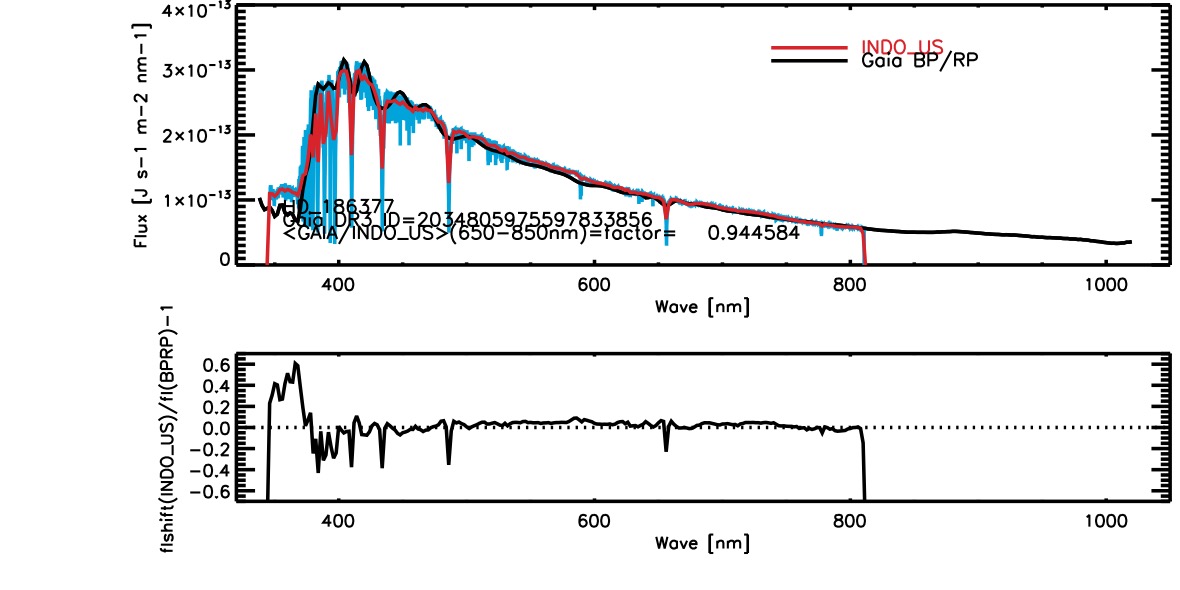 4×10−13
3×10−13
2×10−13
1×10−13
0
Flux [J s−1 m−2 nm−1]
INDO_US
Gaia BP/RP
HD_186377
Gaia DR3 ID=2034805975597833856
<GAIA/INDO_US>(650−850nm)=factor= 0.944584
400 600 800 1000
Wave [nm]
flshift(INDO_US)/fl(BPRP)−1
0.6
0.4
0.2
0.0
−0.2
−0.4
−0.6
400 600 800 1000
Wave [nm]